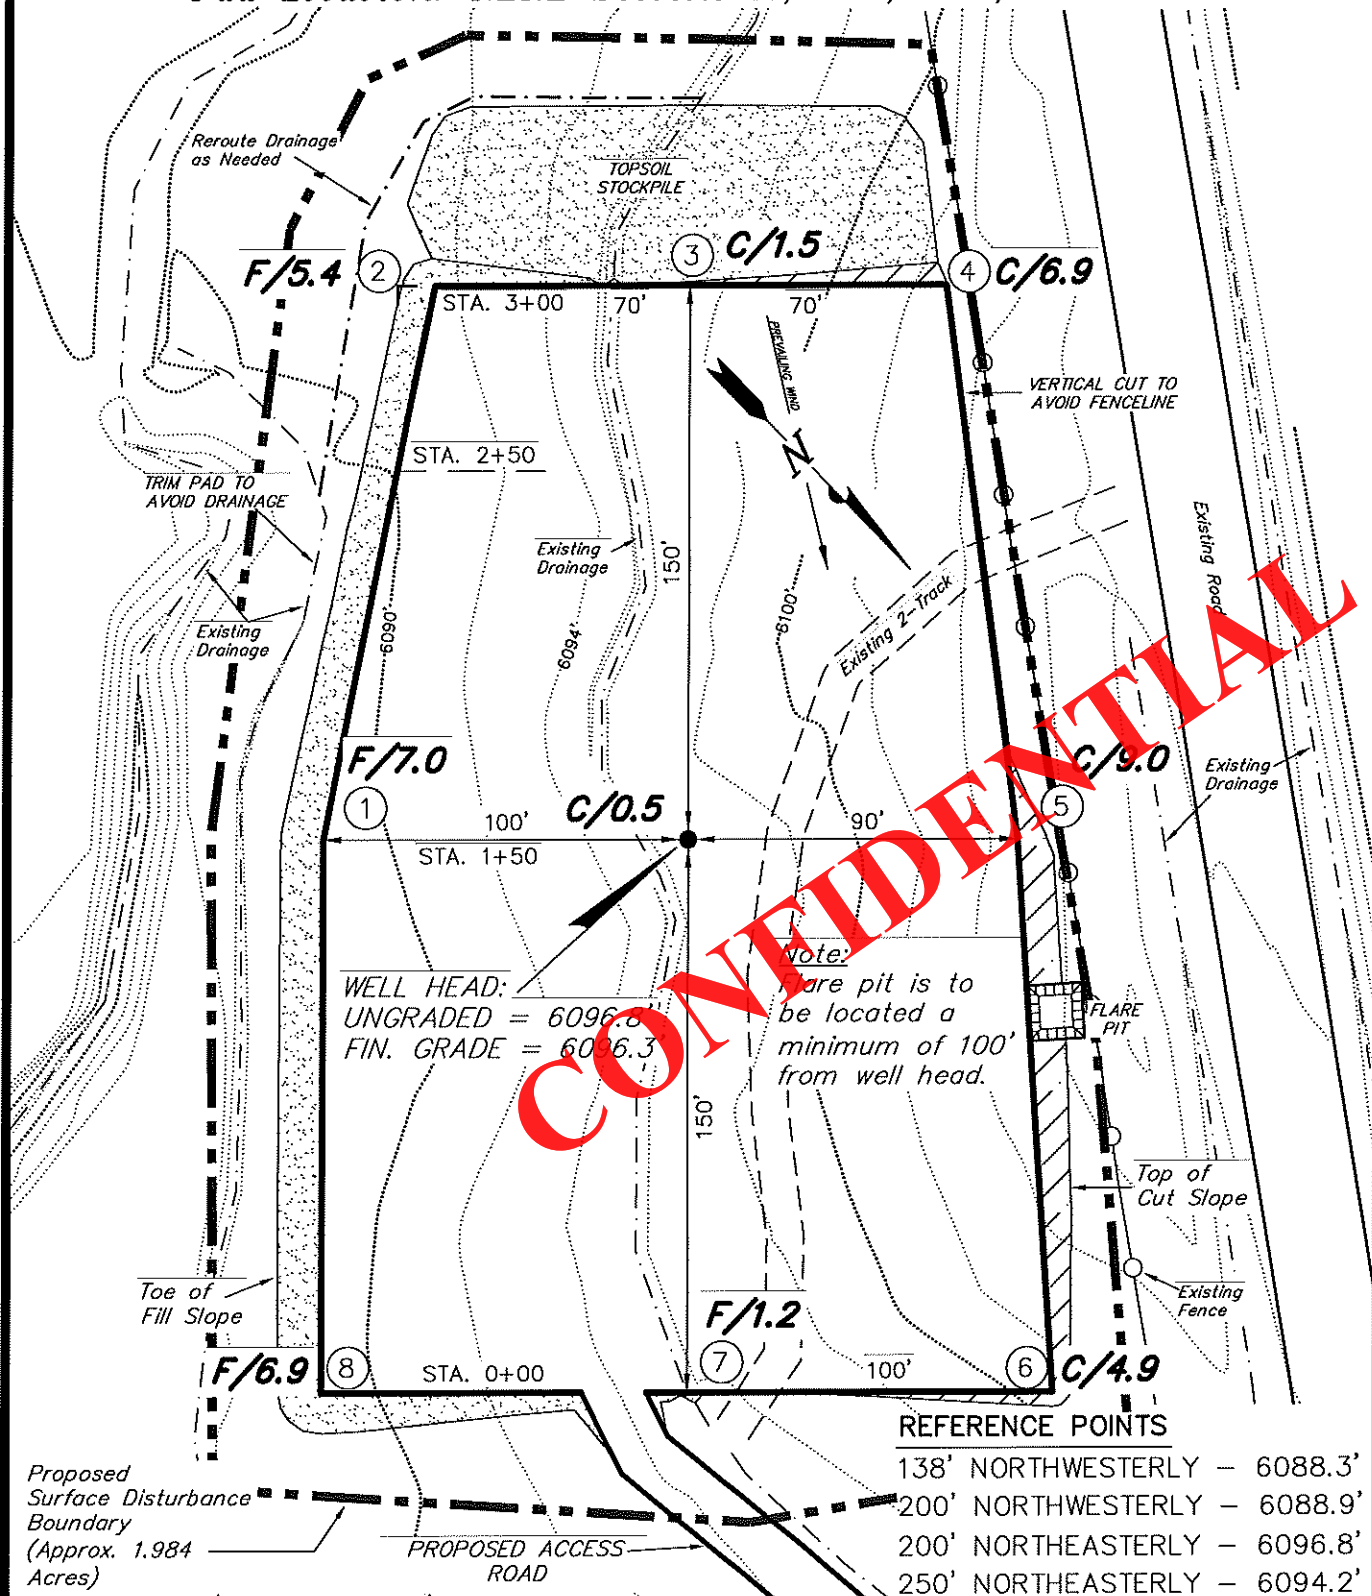 Reroute Drainage
as Needed
TOPSOIL
STOCKPILE
F/5.4
2
3
C/1.5
4
C/6.9
STA. 3+00
70'
70'
PREVAILING WIND
N
VERTICAL CUT TO
AVOID FENCELINE
STA. 2+50
TRIM PAD TO
AVOID DRAINAGE
Existing
Drainage
150'
Existing Road
6090'
6094'
6100'
Existing 2-Track
Existing
Drainage
F/7.0
1
C/0.5
C/9.0
5
Existing
Drainage
100'
90'
STA. 1+50
CONFIDENTIAL
WELL HEAD:
UNGRADED = 6096.8'
FIN. GRADE = 6096.3'
Note:
Flare pit is to
be located a
minimum of 100'
from well head.
FLARE
PIT
150'
Top of
Cut Slope
Toe of
Fill Slope
Existing
Fence
F/1.2
F/6.9
8
STA. 0+00
7
100'
6
C/4.9
REFERENCE POINTS
138' NORTHWESTERLY - 6088.3'
200' NORTHWESTERLY - 6088.9'
200' NORTHEASTERLY - 6096.8'
250' NORTHEASTERLY - 6094.2'
Proposed
Surface Disturbance
Boundary
(Approx. 1.984
Acres)
PROPOSED ACCESS
ROAD